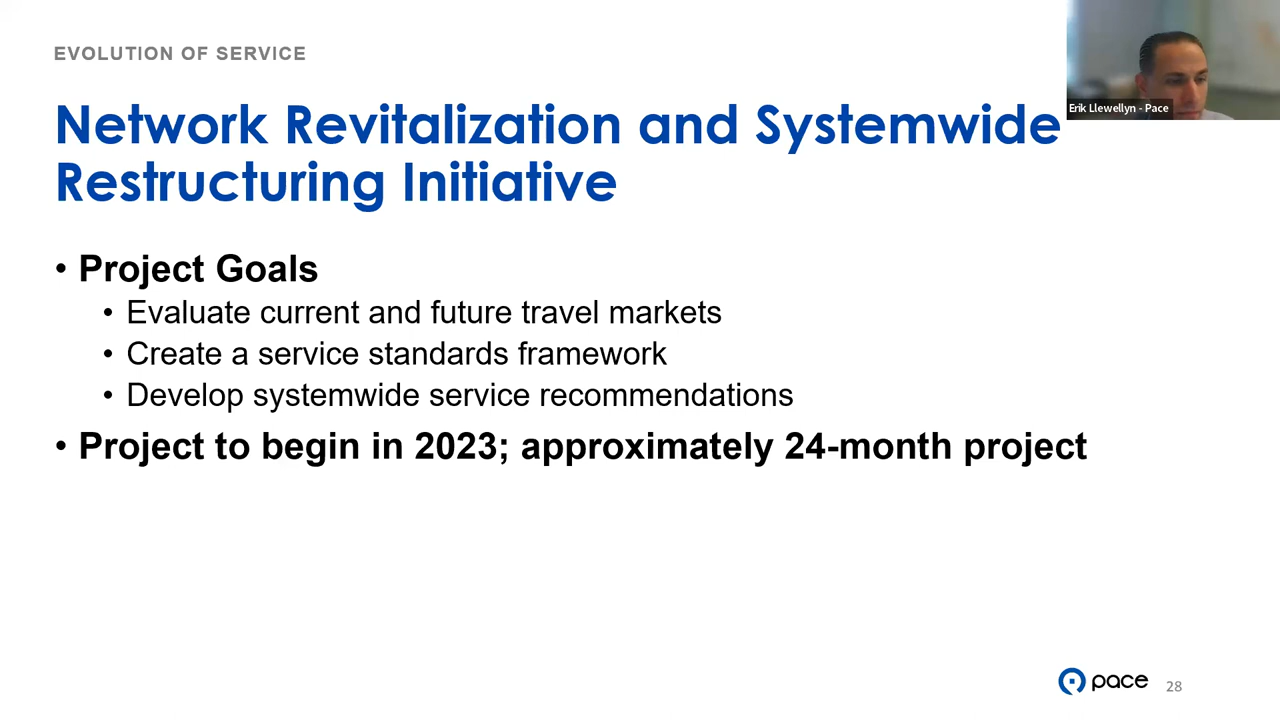 EVOLUTION OF SERVICE
Erik Llewellyn - Pace
Network Revitalization and Systemwide
Restructuring Initiative
• Project Goals
• Evaluate current and future travel markets
• Create a service standards framework
• Develop systemwide service recommendations
• Project to begin in 2023; approximately 24-month project
pace
28